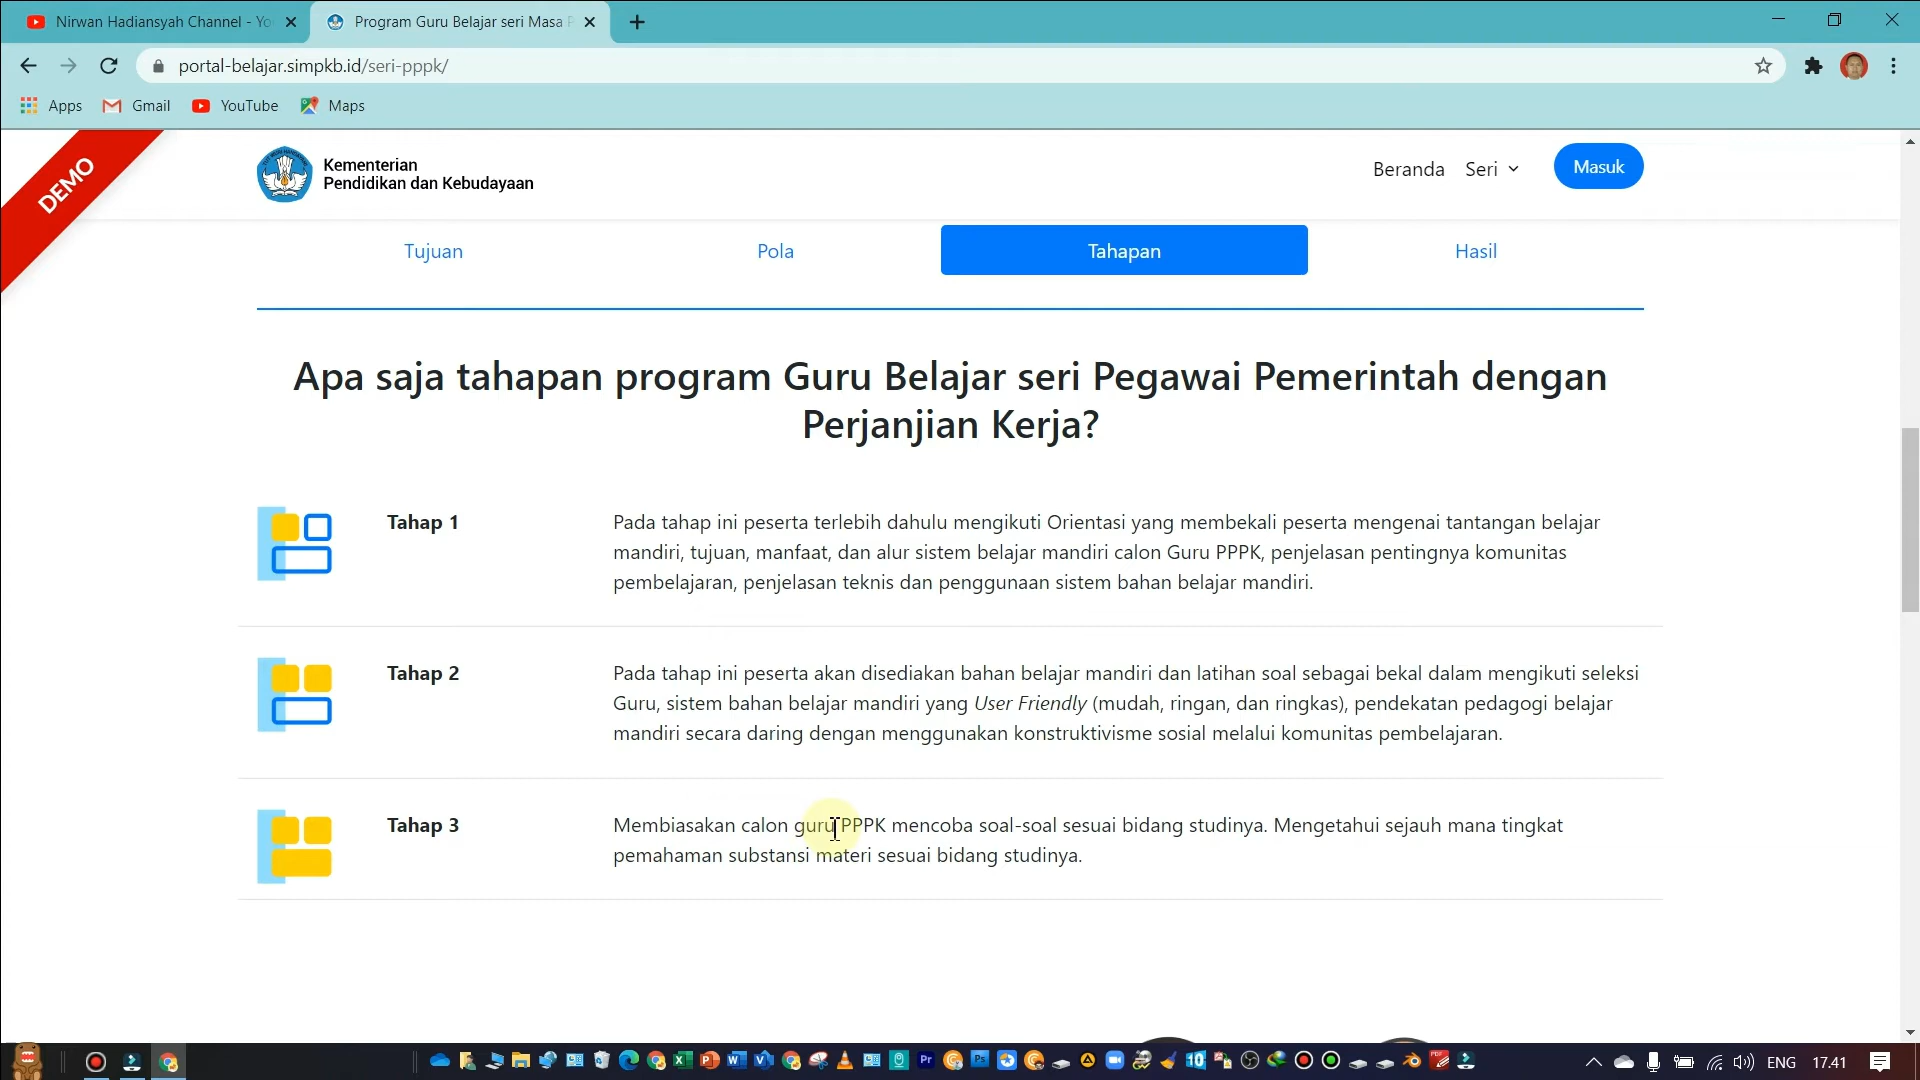 Nirwan Hadiansyah Channel - Yo
Program Guru Belajar seri Masa P
portal-belajar.simpkb.id/seri-pppk/
Apps
Gmail
YouTube
Maps
DEMO
Kementerian
Pendidikan dan Kebudayaan
Beranda
Seri
Masuk
Tujuan
Pola
Tahapan
Hasil
Apa saja tahapan program Guru Belajar seri Pegawai Pemerintah dengan
Perjanjian Kerja?
Tahap 1
Pada tahap ini peserta terlebih dahulu mengikuti Orientasi yang membekali peserta mengenai tantangan belajar
mandiri, tujuan, manfaat, dan alur sistem belajar mandiri calon Guru PPPK, penjelasan pentingnya komunitas
pembelajaran, penjelasan teknis dan penggunaan sistem bahan belajar mandiri.
Tahap 2
Pada tahap ini peserta akan disediakan bahan belajar mandiri dan latihan soal sebagai bekal dalam mengikuti seleksi
Guru, sistem bahan belajar mandiri yang User Friendly (mudah, ringan, dan ringkas), pendekatan pedagogi belajar
mandiri secara daring dengan menggunakan konstruktivisme sosial melalui komunitas pembelajaran.
Tahap 3
Membiasakan calon guru PPPK mencoba soal-soal sesuai bidang studinya. Mengetahui sejauh mana tingkat
pemahaman substansi materi sesuai bidang studinya.
ENG
17.41